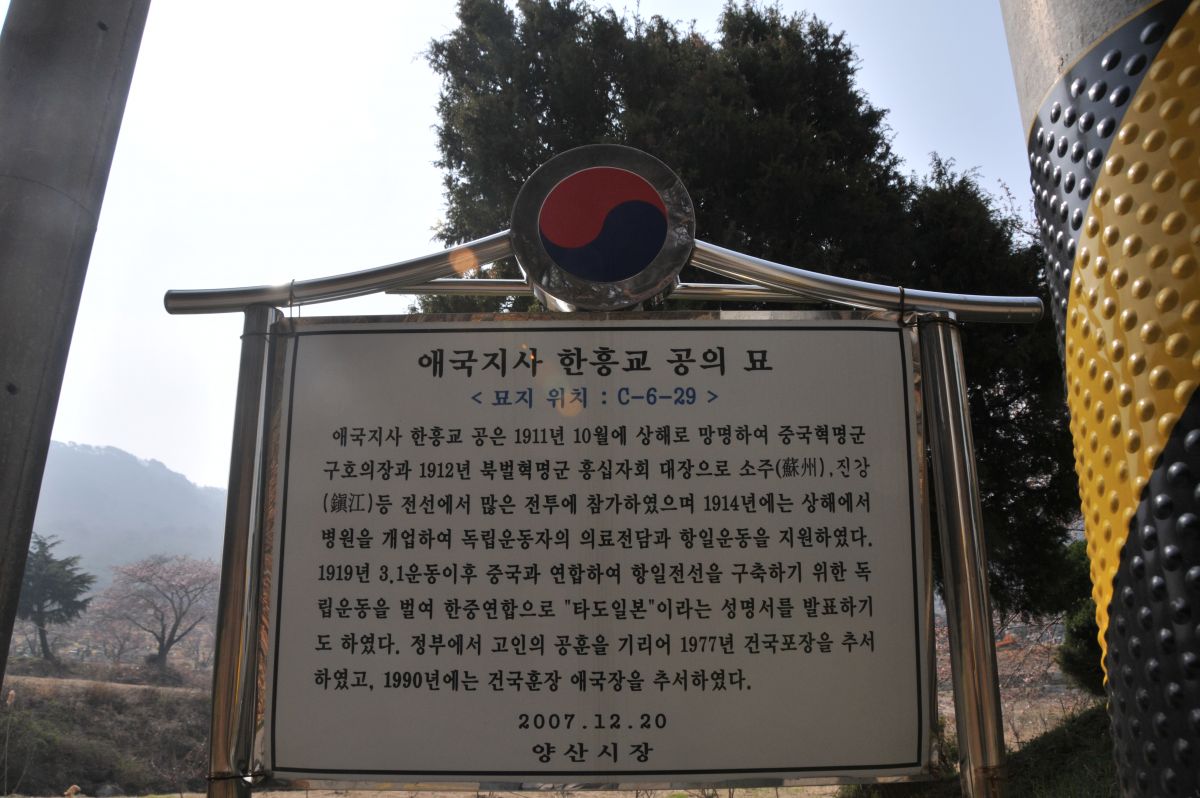 애국지사 한흥교 공의 묘
< 묘지 위치 : C-6-29 >
애국지사 한흥교 공은 1911년 10월에 상해로 망명하여 중국혁명군
구호의장과 1912년 북벌혁명군 홍십자회 대장으로 소주(蘇州),진강
(鎭江)등 전선에서 많은 전투에 참가하였으며 1914년에는 상해에서
병원을 개업하여 독립운동자의 의료전담과 항일운동을 지원하였다.
1919년 3.1운동이후 중국과 연합하여 항일전선을 구축하기 위한 독
립운동을 벌여 한중연합으로 "타도일본"이라는 성명서를 발표하기
도 하였다. 정부에서 고인의 공훈을 기리어 1977년 건국포장을 추서
하였고, 1990년에는 건국훈장 애국장을 추서하였다.
2007.12.20
양산시장